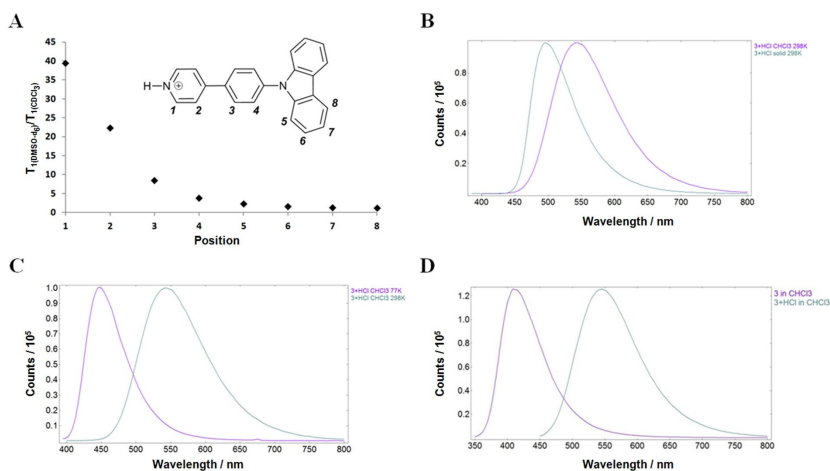 A
T1(DMSO-d6)/T1(CDCl3)
45
40
35
30
25
20
15
10
5
0
1 2 3 4 5 6 7 8
Position
H N +
1 2 3 4 N 5 6 7 8
B
3+HCl CHCl3 298K
3+HCl solid 298K
Counts / 10⁵
0.8
0.6
0.4
0.2
400 450 500 550 600 650 700 750 800
Wavelength / nm
C
3+HCl CHCl3 77K
3+HCl CHCl3 298K
Counts / 10⁵
1.0
0.9
0.8
0.7
0.6
0.5
0.4
0.3
0.2
0.1
400 450 500 550 600 650 700 750 800
Wavelength / nm
D
3 in CHCl3
3+HCl in CHCl3
Counts / 10⁵
1.2
1.0
0.8
0.6
0.4
0.2
350 400 450 500 550 600 650 700 750 800
Wavelength / nm